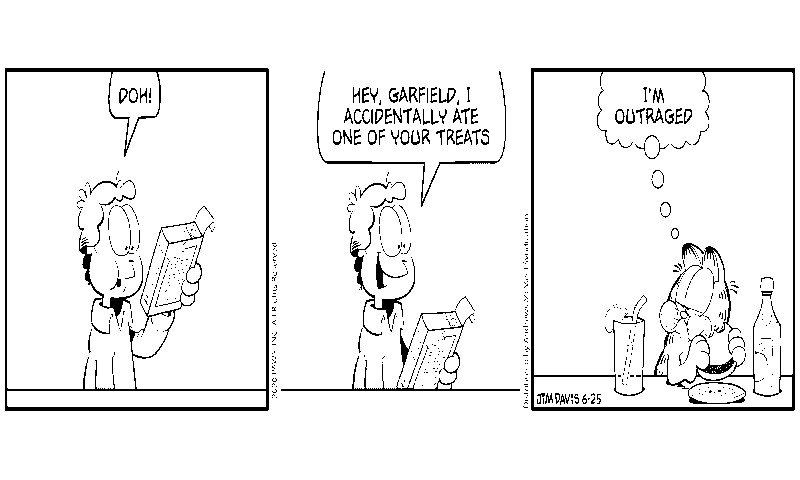 DOH!
HEY, GARFIELD, I
ACCIDENTALLY ATE
ONE OF YOUR TREATS
I'M
OUTRAGED
JIM DAVIS 6-25